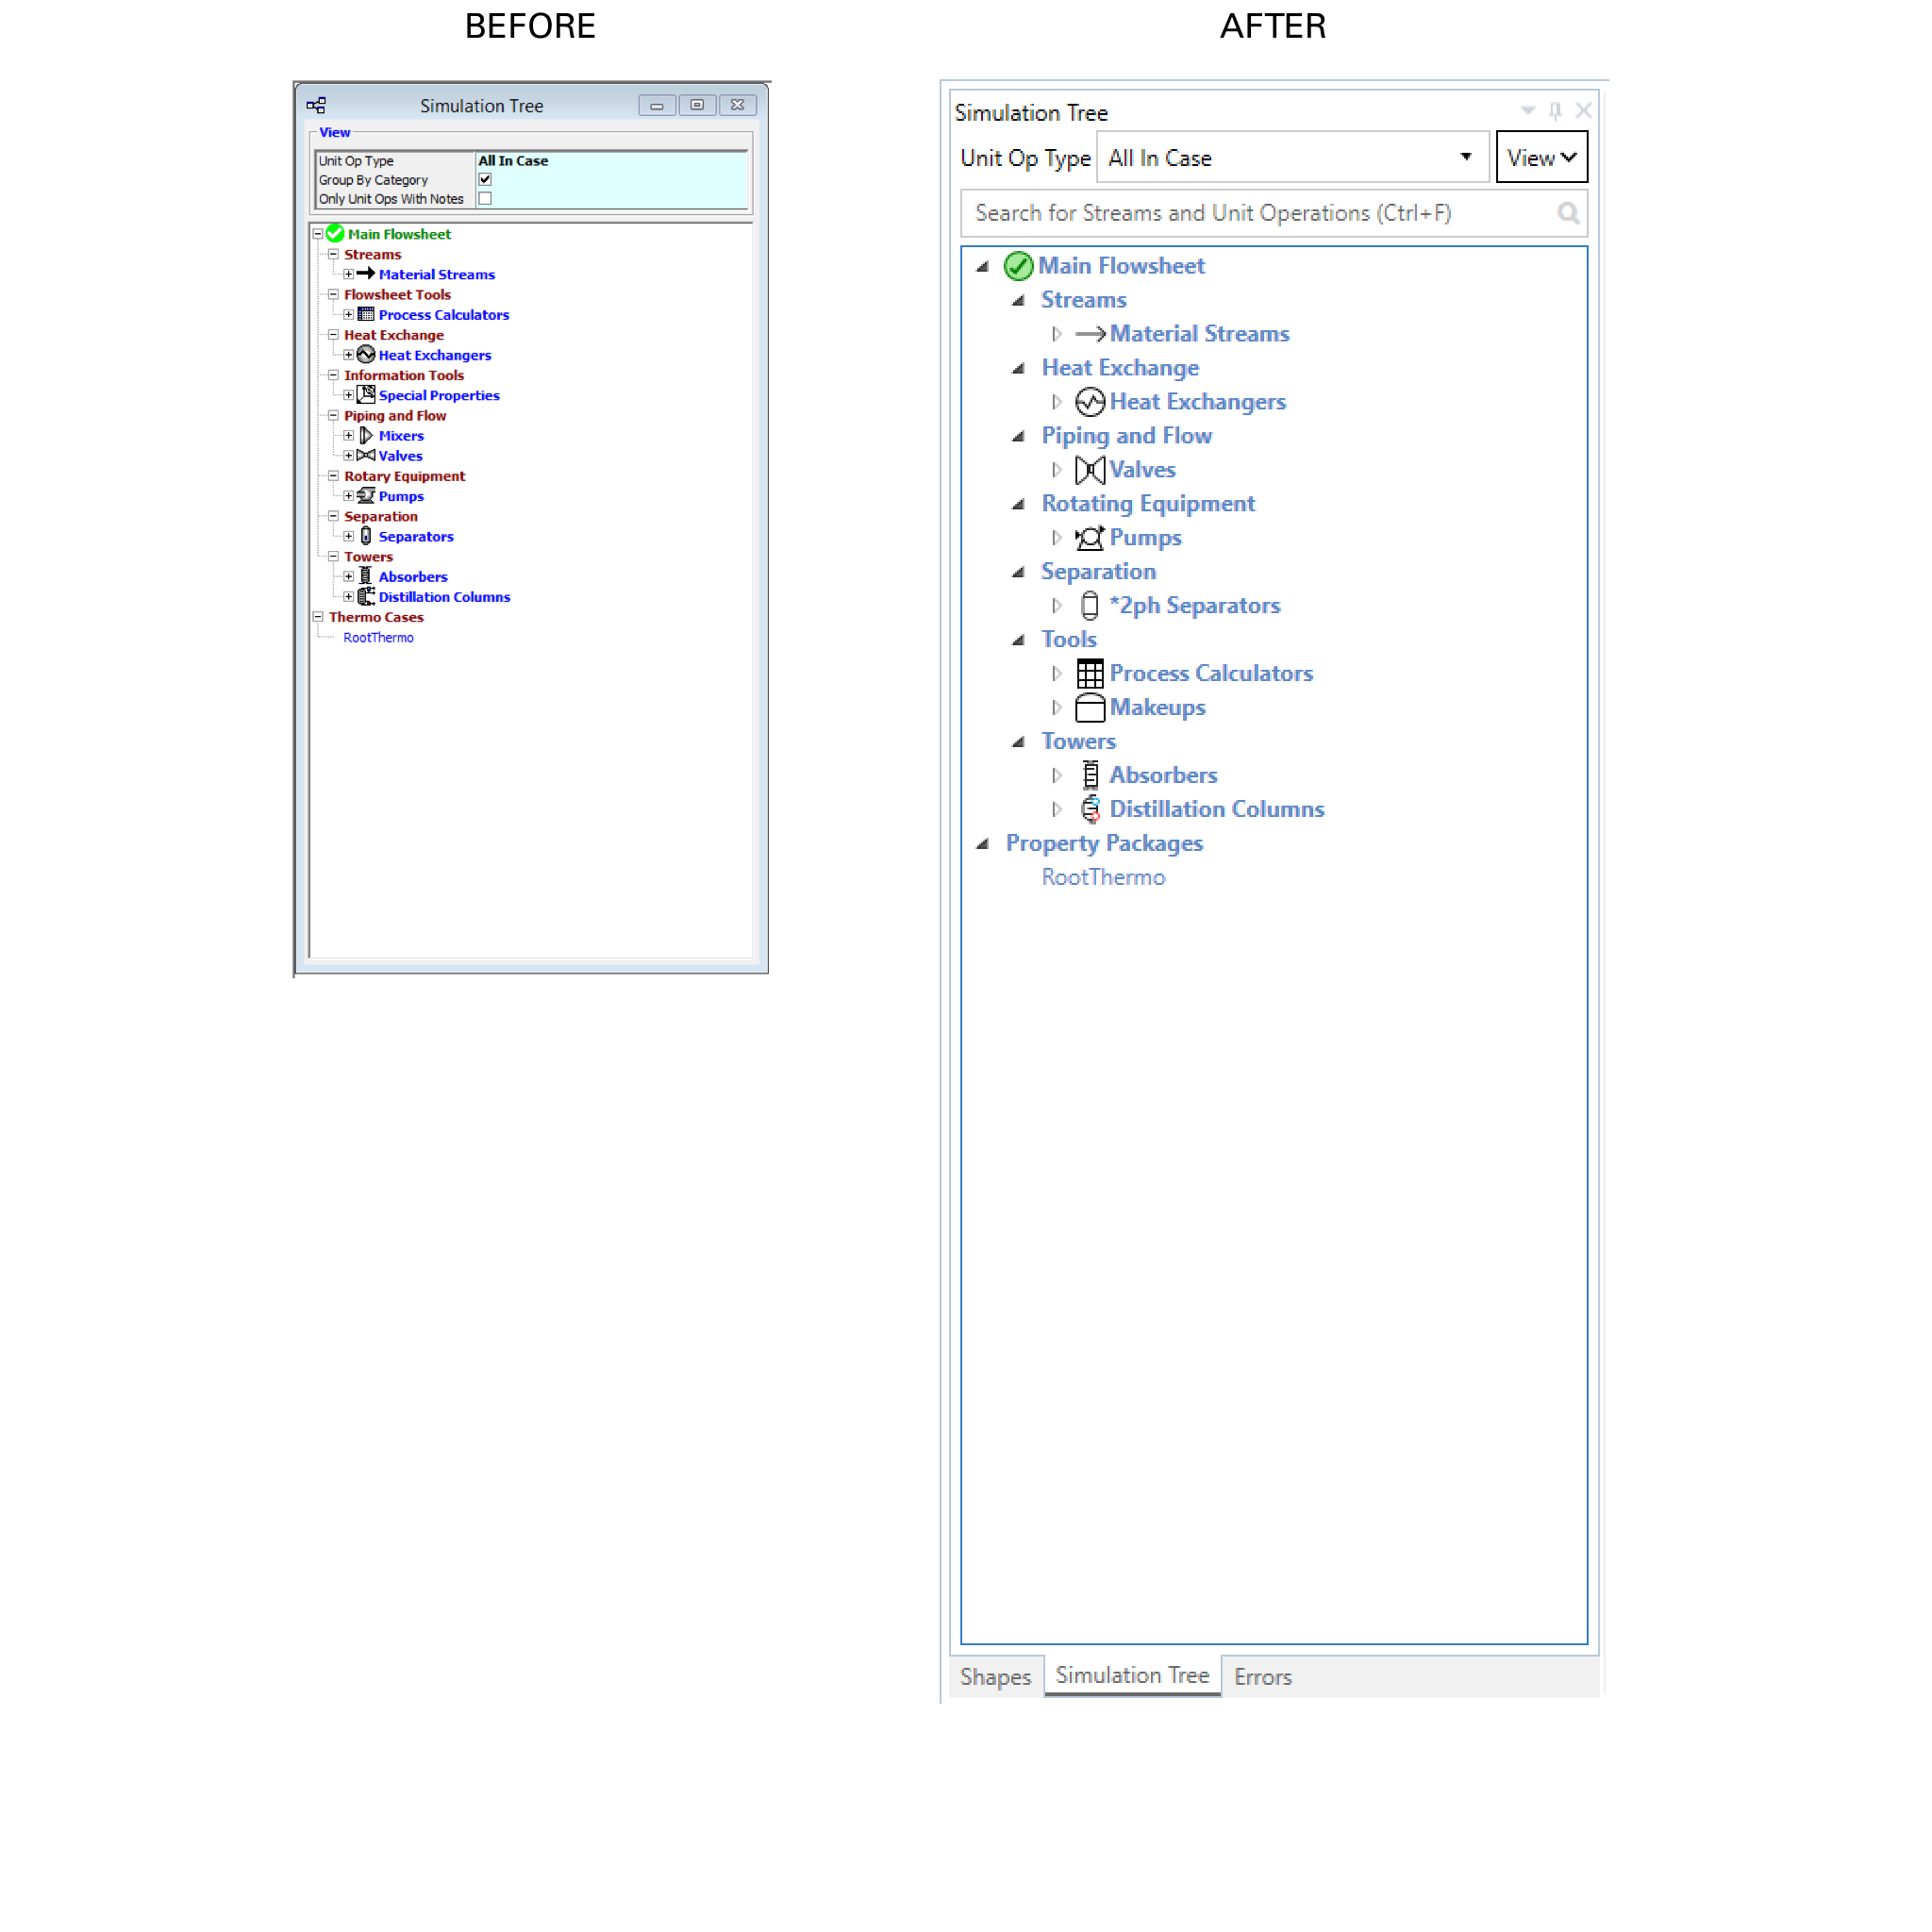 BEFORE
Simulation Tree
View
Unit Op Type All In Case
Group By Category
Only Unit Ops With Notes
Main Flowsheet
Streams
Material Streams
Flowsheet Tools
Process Calculators
Heat Exchange
Heat Exchangers
Information Tools
Special Properties
Piping and Flow
Mixers
Valves
Rotary Equipment
Pumps
Separation
Separators
Towers
Absorbers
Distillation Columns
Thermo Cases
RootThermo
AFTER
Simulation Tree
Unit Op Type All In Case View
Search for Streams and Unit Operations (Ctrl+F)
Main Flowsheet
Streams
Material Streams
Heat Exchange
Heat Exchangers
Piping and Flow
Valves
Rotating Equipment
Pumps
Separation
*2ph Separators
Tools
Process Calculators
Makeups
Towers
Absorbers
Distillation Columns
Property Packages
RootThermo
Shapes Simulation Tree Errors